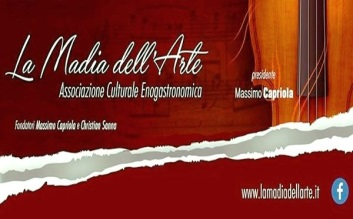 La Madia dell'Arte
Associazione Culturale Enogastronomica
presidente
Massimo Capriola
Fondatori Massimo Capriola e Christian Sanna
www.lamadiadellarte.it
f